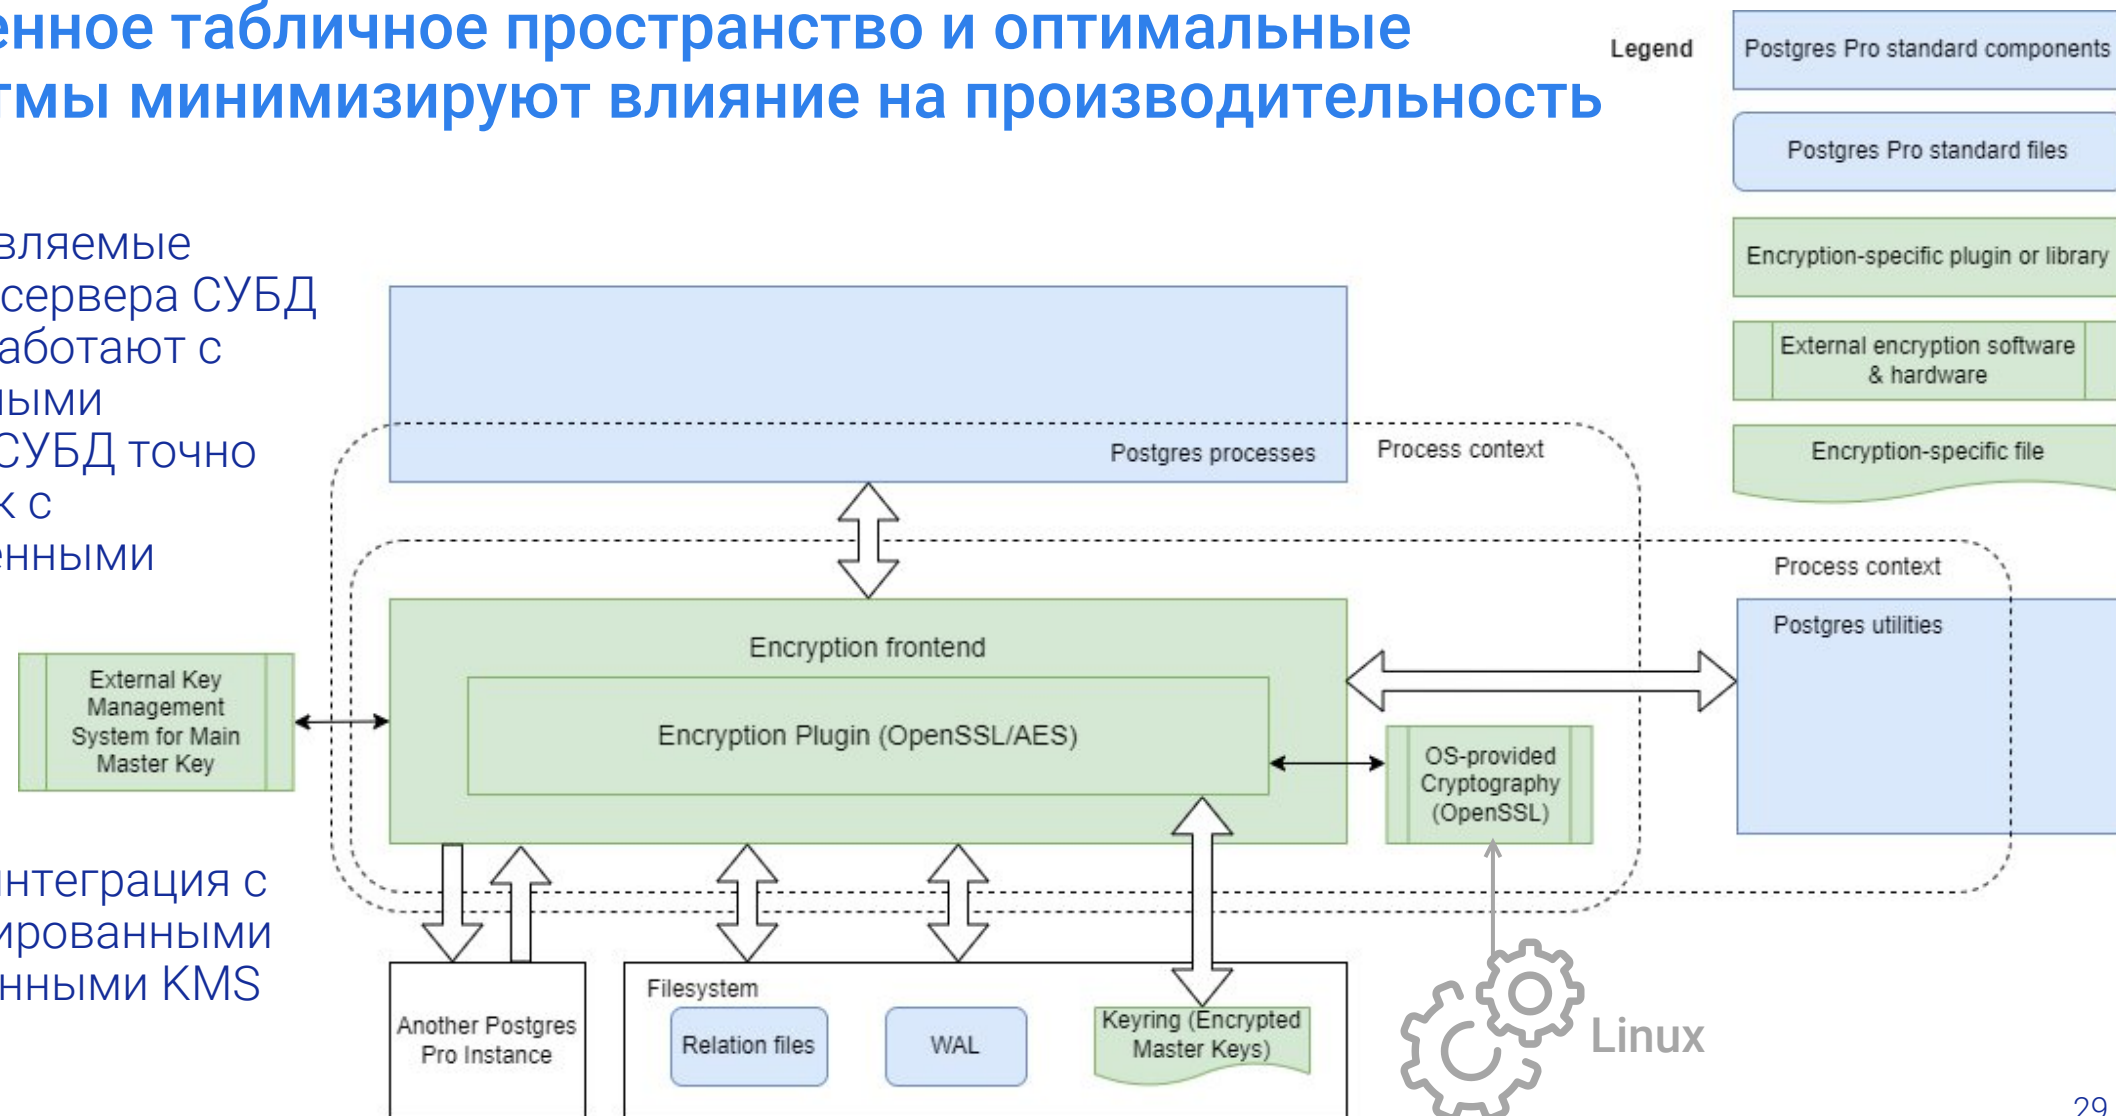 енное табличное пространство и оптимальные
тмы минимизируют влияние на производительность
вляемые
сервера СУБД
аботают с
ными
СУБД точно
к с
енными
нтеграция с
ированными
нными KMS
Legend
Postgres Pro standard components
Postgres Pro standard files
Encryption-specific plugin or library
External encryption software
& hardware
Encryption-specific file
Postgres processes
Process context
Process context
Postgres utilities
Encryption frontend
Encryption Plugin (OpenSSL/AES)
External Key
Management
System for Main
Master Key
OS-provided
Cryptography
(OpenSSL)
Another Postgres
Pro Instance
Filesystem
Relation files
WAL
Keyring (Encrypted
Master Keys)
Linux
29